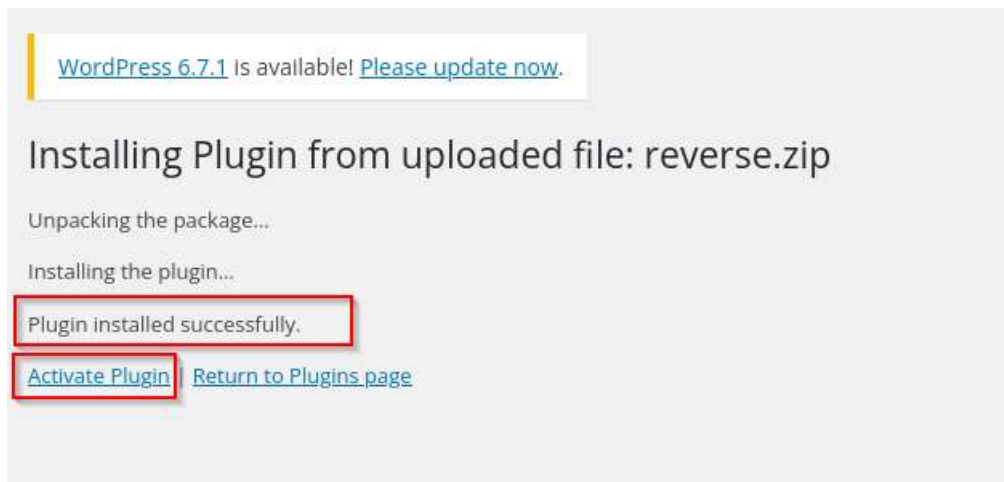 WordPress 6.7.1 is available! Please update now.
Installing Plugin from uploaded file: reverse.zip
Unpacking the package...
Installing the plugin...
Plugin installed successfully.
Activate Plugin | Return to Plugins page